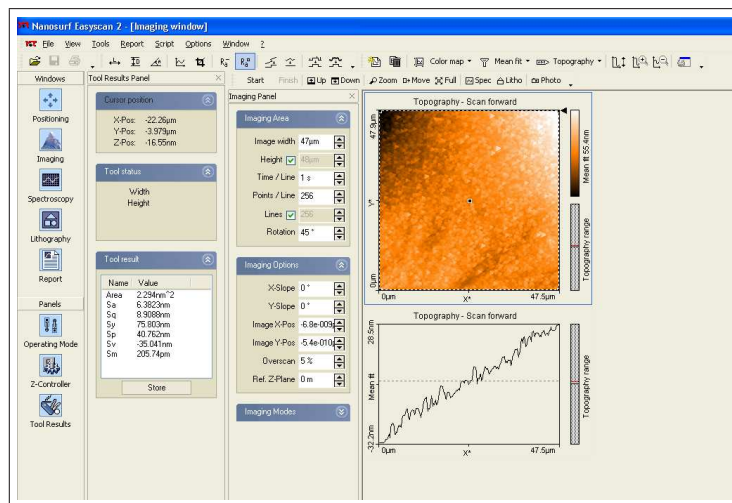 Nanosurf Easyscan 2 - [Imaging window]
File View Tools Report Script Options Window ?
Color map Mean fit Topography
Windows
Positioning
Imaging
Spectroscopy
Lithography
Report
Panels
Operating Mode
Z-Controller
Tool Results
Tool Results Panel
Cursor position
X-Pos: -22.26µm
Y-Pos: -3.979µm
Z-Pos: -16.55nm
Tool status
Width
Height
Tool result
Name Value
Area 2.294nm^2
Sa 6.3823nm
Sq 8.9088nm
Sy 75.803nm
Sp 40.762nm
Sv -35.041nm
Sm 205.74pm
Store
Start Finish Up Down Zoom Move Full Spec Litho Photo
Imaging Panel
Imaging Area
Image width 47µm
Height 48µm
Time / Line 1 s
Points / Line 256
Lines 256
Rotation 45 °
Imaging Options
X-Slope 0 °
Y-Slope 0 °
Image X-Pos -6.8e-009
Image Y-Pos -5.4e-010
Overscan 5 %
Ref. Z-Plane 0 m
Imaging Modes
Topography - Scan forward
47.9µm
Y*
0µm
0µm X* 47.5µm
Mean fit 55.4nm
Topography range
Topography - Scan forward
28.5nm
Mean fit
-32.2nm
0µm X* 47.5µm
Topography range